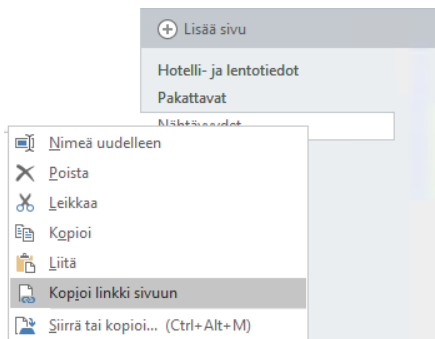 Lisää sivu
Hotelli- ja lentotiedot
Pakattavat
Nähtävyydet
Nimeä uudelleen
Poista
Leikkaa
Kopioi
Liitä
Kopioi linkki sivuun
Siirrä tai kopioi... (Ctrl+Alt+M)